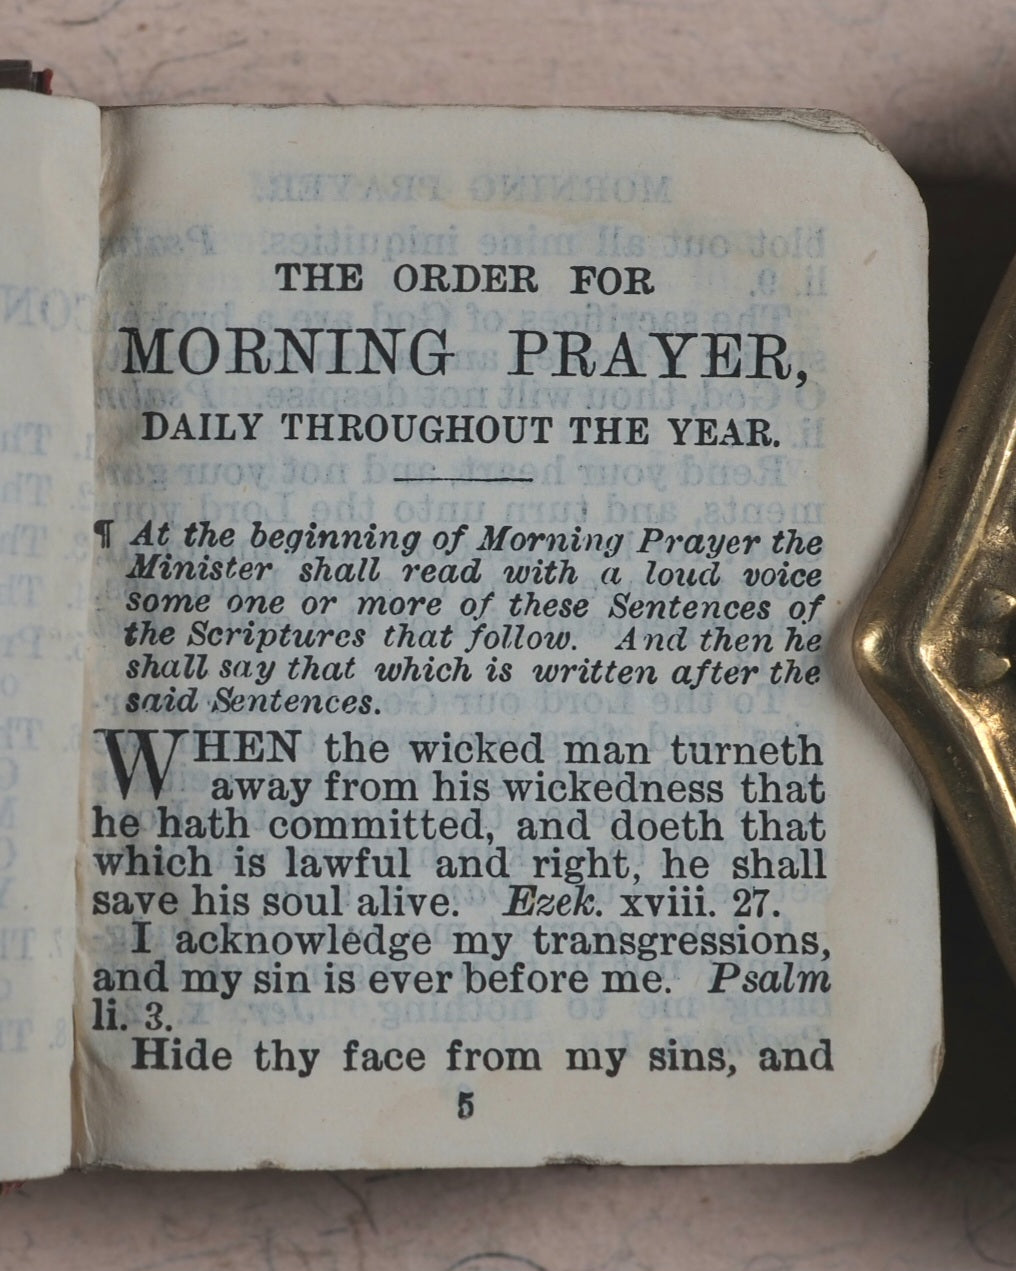 THE ORDER FOR
MORNING PRAYER,
DAILY THROUGHOUT THE YEAR.
¶ At the beginning of Morning Prayer the
Minister shall read with a loud voice
some one or more of these Sentences of
the Scriptures that follow. And then he
shall say that which is written after the
said Sentences.
WHEN the wicked man turneth
away from his wickedness that
he hath committed, and doeth that
which is lawful and right, he shall
save his soul alive. Ezek. xviii. 27.
I acknowledge my transgressions,
and my sin is ever before me. Psalm
li. 3.
Hide thy face from my sins, and
5